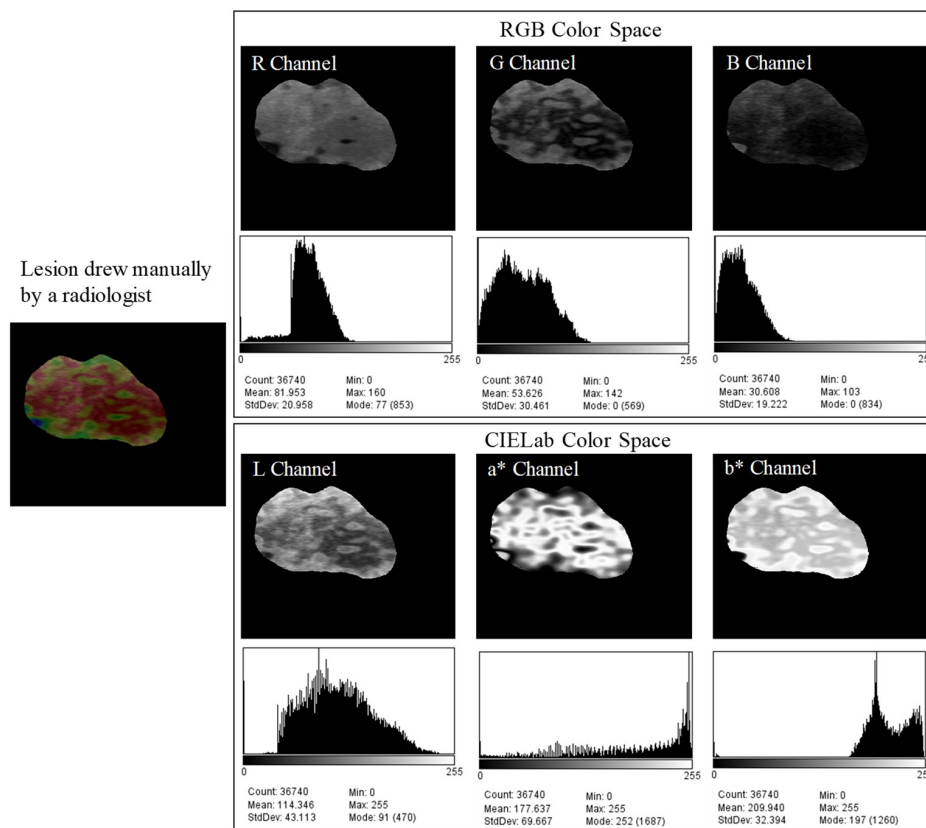 RGB Color Space
R Channel
G Channel
B Channel
0 255
0 255
0 25
Count: 36740 Min: 0
Mean: 81.953 Max: 160
StdDev: 20.958 Mode: 77 (853)
Count: 36740 Min: 0
Mean: 53.626 Max: 142
StdDev: 30.461 Mode: 0 (569)
Count: 36740 Min: 0
Mean: 30.608 Max: 103
StdDev: 19.222 Mode: 0 (834)
Lesion drew manually
by a radiologist
CIELab Color Space
L Channel
a* Channel
b* Channel
0 255
0 255
0 25
Count: 36740 Min: 0
Mean: 114.346 Max: 255
StdDev: 43.113 Mode: 91 (470)
Count: 36740 Min: 0
Mean: 177.637 Max: 255
StdDev: 69.667 Mode: 252 (1687)
Count: 36740 Min: 0
Mean: 209.940 Max: 255
StdDev: 32.394 Mode: 197 (1260)